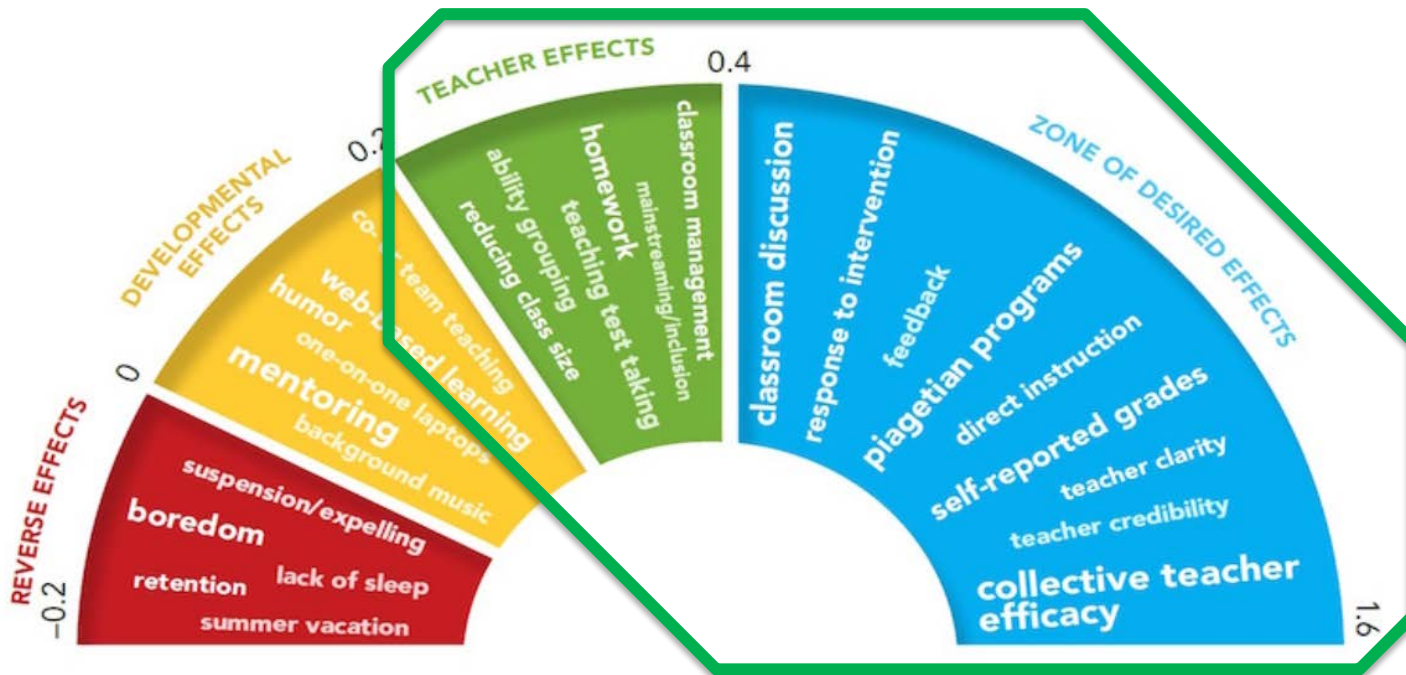 REVERSE EFFECTS
–0.2
summer vacation
retention
lack of sleep
boredom
suspension/expelling
0
DEVELOPMENTAL
EFFECTS
background music
mentoring
one-on-one laptops
humor
web-based learning
team teaching
TEACHER EFFECTS
reducing class size
ability grouping
teaching test taking
homework
mainstreaming/inclusion
classroom management
0.4
ZONE OF DESIRED EFFECTS
classroom discussion
response to intervention
feedback
piagetian programs
direct instruction
self-reported grades
teacher clarity
teacher credibility
collective teacher
efficacy
1.6